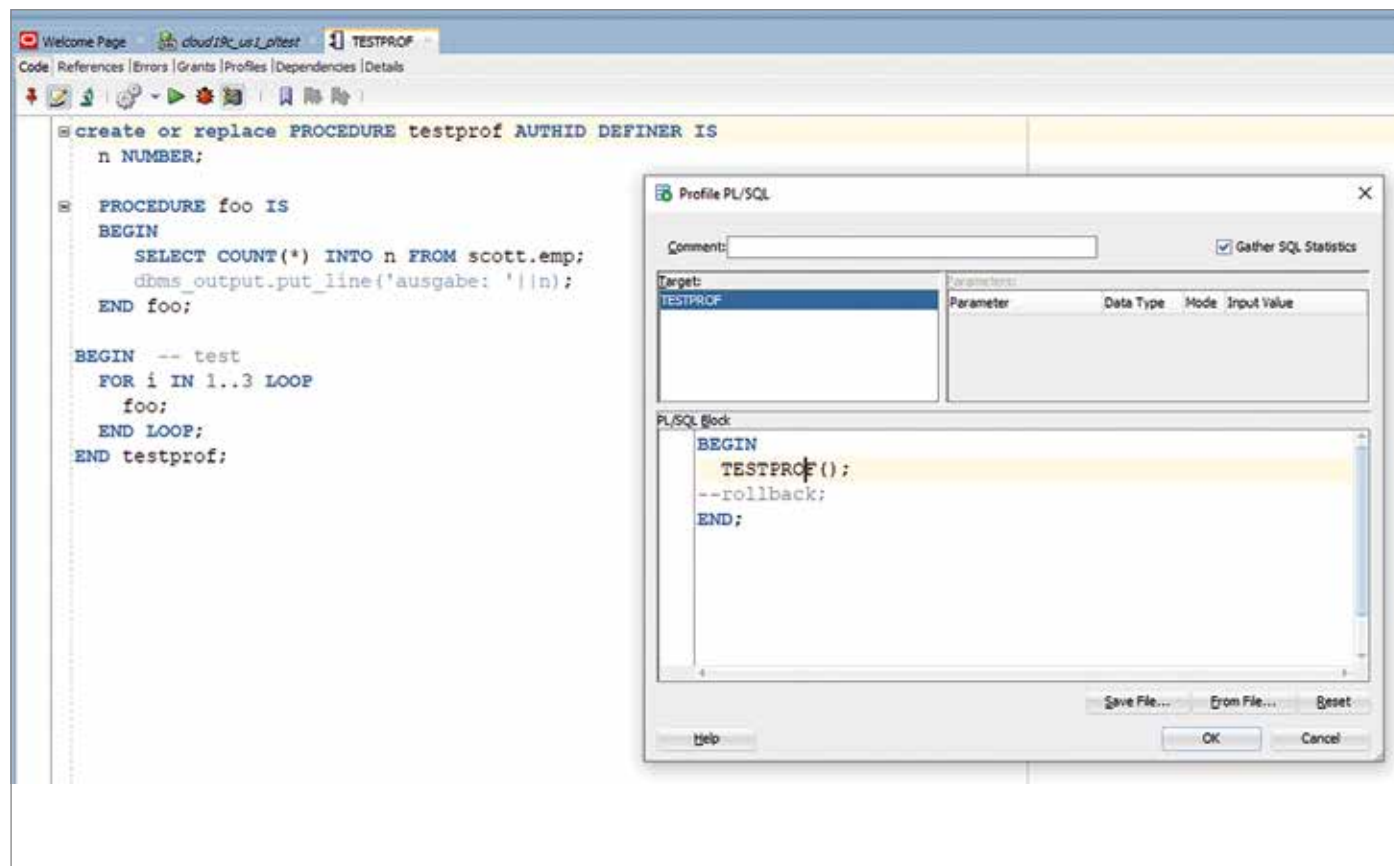 Welcome Page cloud19c_us1_pltest TESTPROF
Code References |Errors |Grants |Profiles |Dependencies |Details
create or replace PROCEDURE testprof AUTHID DEFINER IS
n NUMBER;
PROCEDURE foo IS
BEGIN
SELECT COUNT(*) INTO n FROM scott.emp;
dbms_output.put_line('ausgabe: '||n);
END foo;
BEGIN -- test
FOR i IN 1..3 LOOP
foo;
END LOOP;
END testprof;
Profile PL/SQL
Comment: Gather SQL Statistics
Target: Parameters:
TESTPROF Parameter Data Type Mode Input Value
PL/SQL Block
BEGIN
TESTPROF();
--rollback;
END;
Save File... From File... Reset
Help OK Cancel